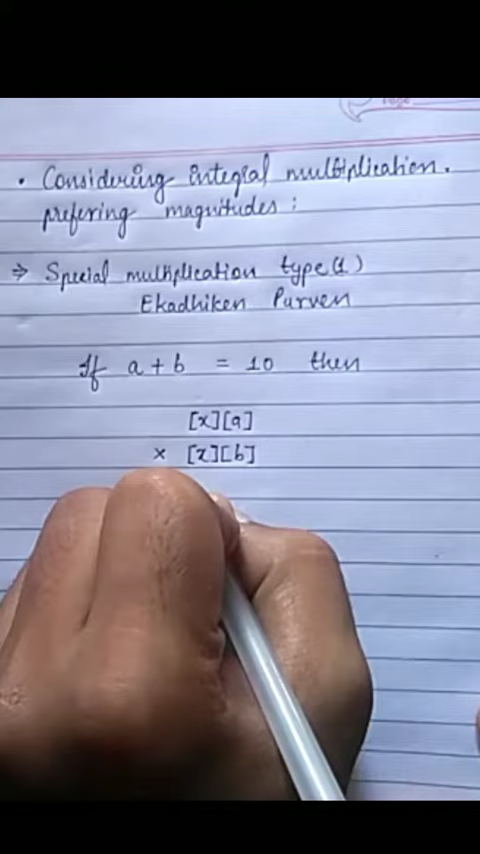 • Considering integral multiplication.
prefering magnitudes :
⇒ Special multiplication type(1)
Ekadhiken Purven
If a + b = 10 then
[x][a]
× [x][b]